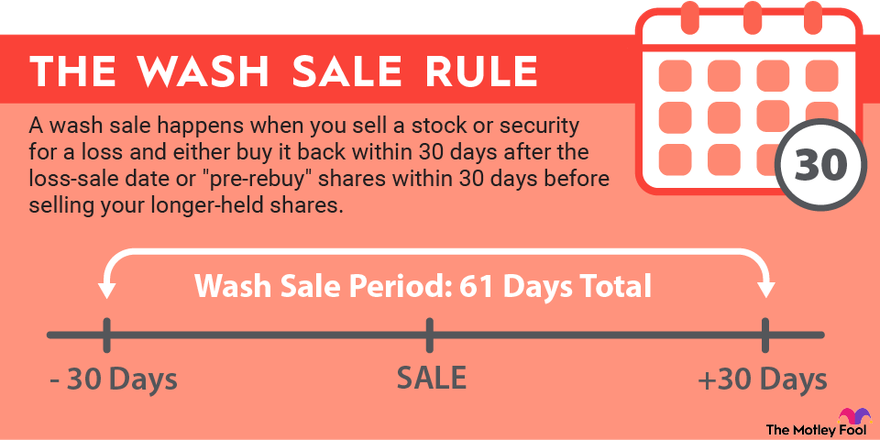 THE WASH SALE RULE
A wash sale happens when you sell a stock or security
for a loss and either buy it back within 30 days after the
loss-sale date or "pre-rebuy" shares within 30 days before
selling your longer-held shares.
30
Wash Sale Period: 61 Days Total
- 30 Days
SALE
+30 Days
The Motley Fool